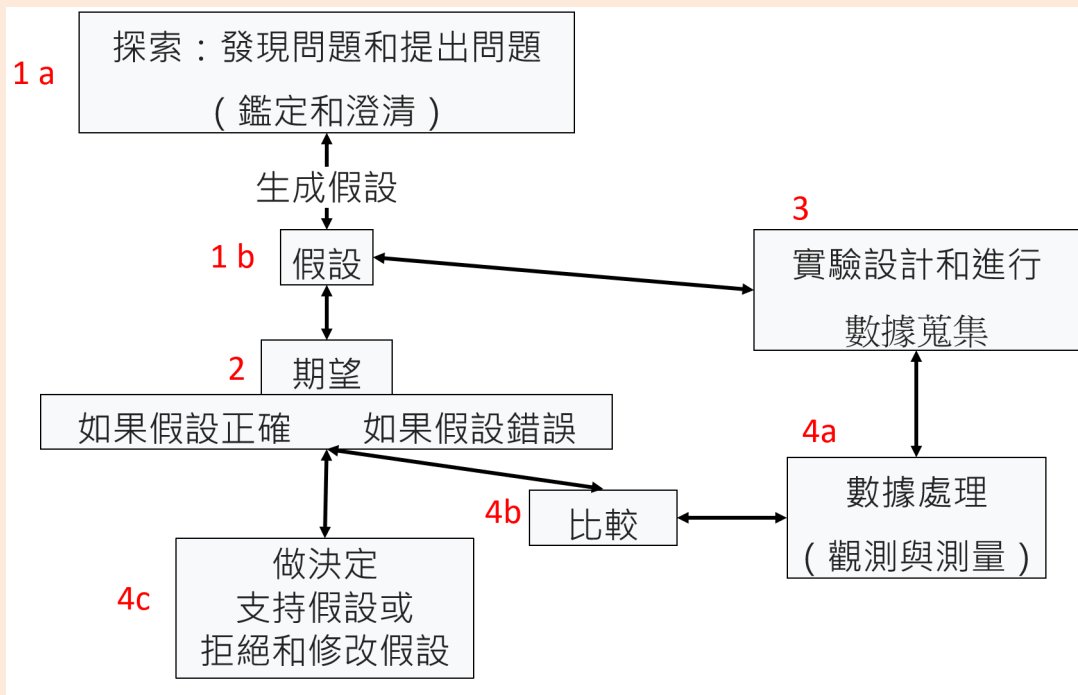 1 a
探索：發現問題和提出問題
（鑑定和澄清）
生成假設
1 b
假設
3
實驗設計和進行
數據蒐集
2
期望
如果假設正確 如果假設錯誤
4a
數據處理
（觀測與測量）
4b
比較
4c
做決定
支持假設或
拒絕和修改假設